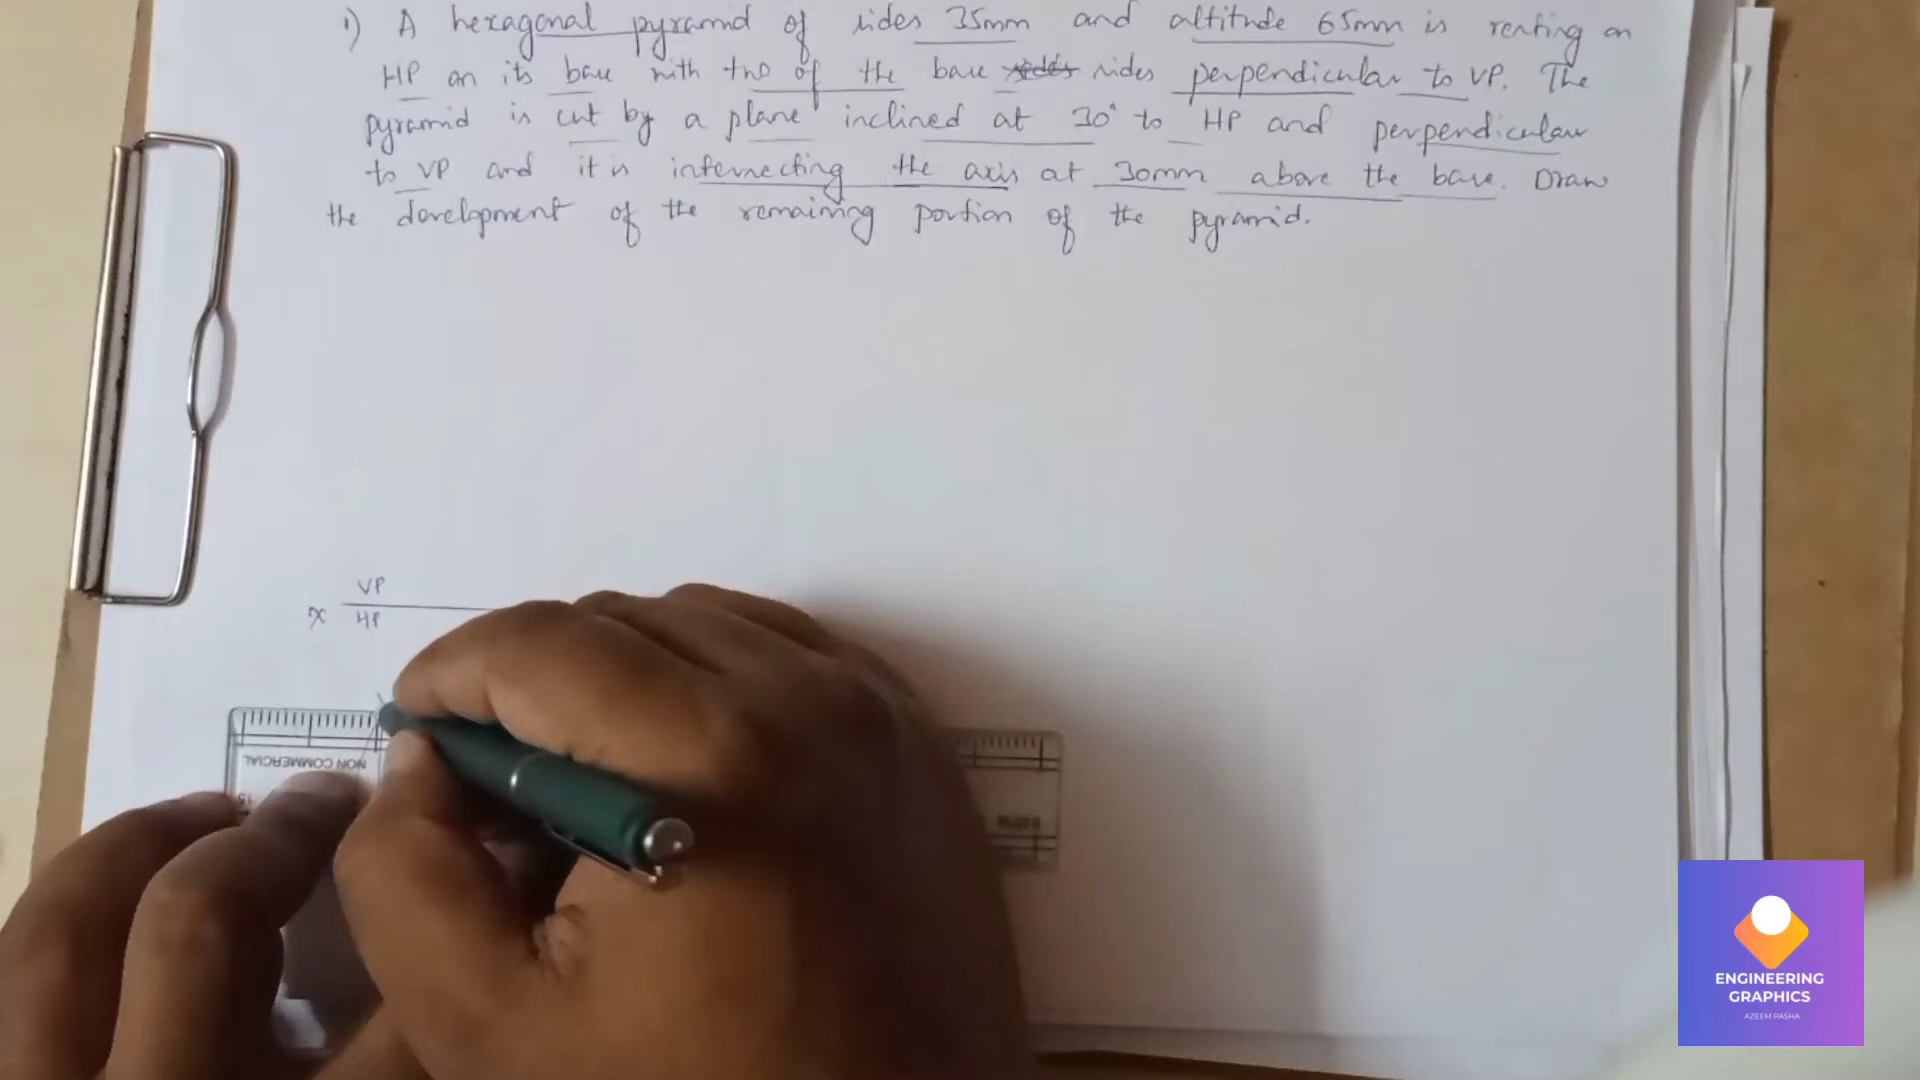 1) A hexagonal pyramid of sides 35mm and altitude 65mm is resting on
HP on its base with two of the base sides perpendicular to VP. The
pyramid is cut by a plane inclined at 30° to HP and perpendicular
to VP and it is intersecting the axis at 30mm above the base. Draw
the development of the remaining portion of the pyramid.
VP
X HP
NON COMMERCIAL
15
ENGINEERING
GRAPHICS
AZEEM PASHA